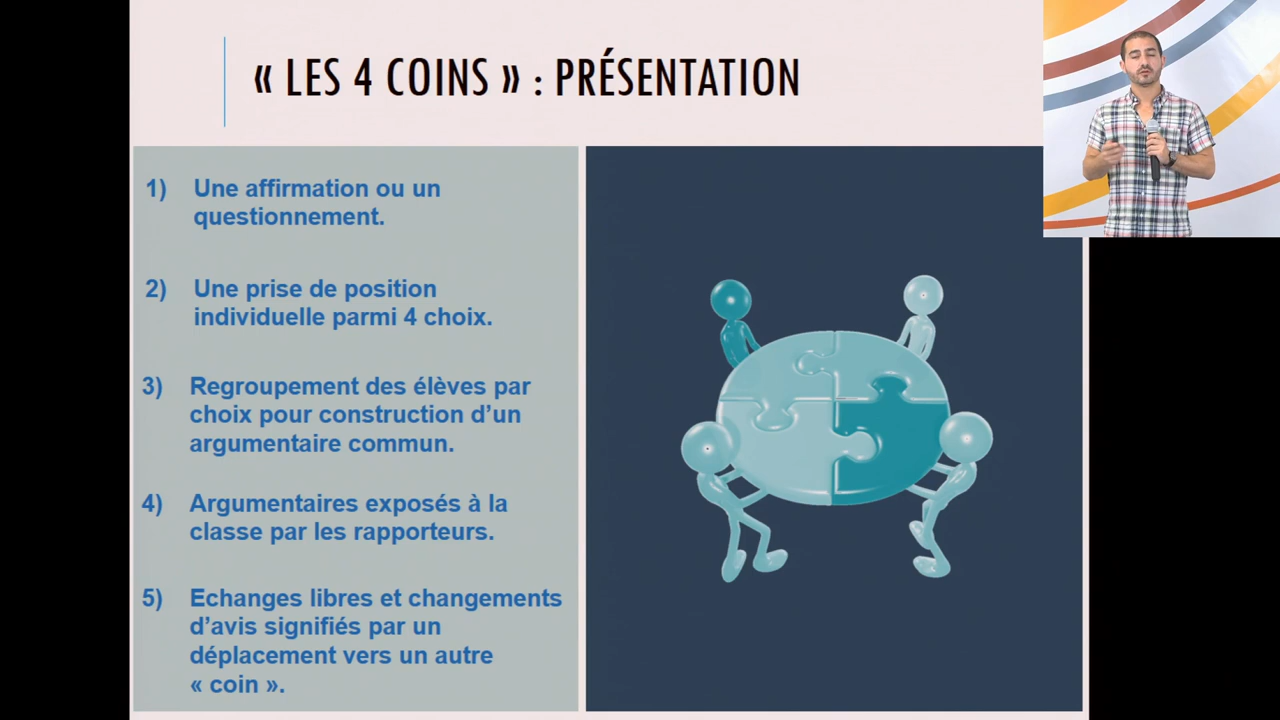 « LES 4 COINS » : PRÉSENTATION
1) Une affirmation ou un
questionnement.
2) Une prise de position
individuelle parmi 4 choix.
3) Regroupement des élèves par
choix pour construction d’un
argumentaire commun.
4) Argumentaires exposés à la
classe par les rapporteurs.
5) Echanges libres et changements
d’avis signifiés par un
déplacement vers un autre
« coin ».